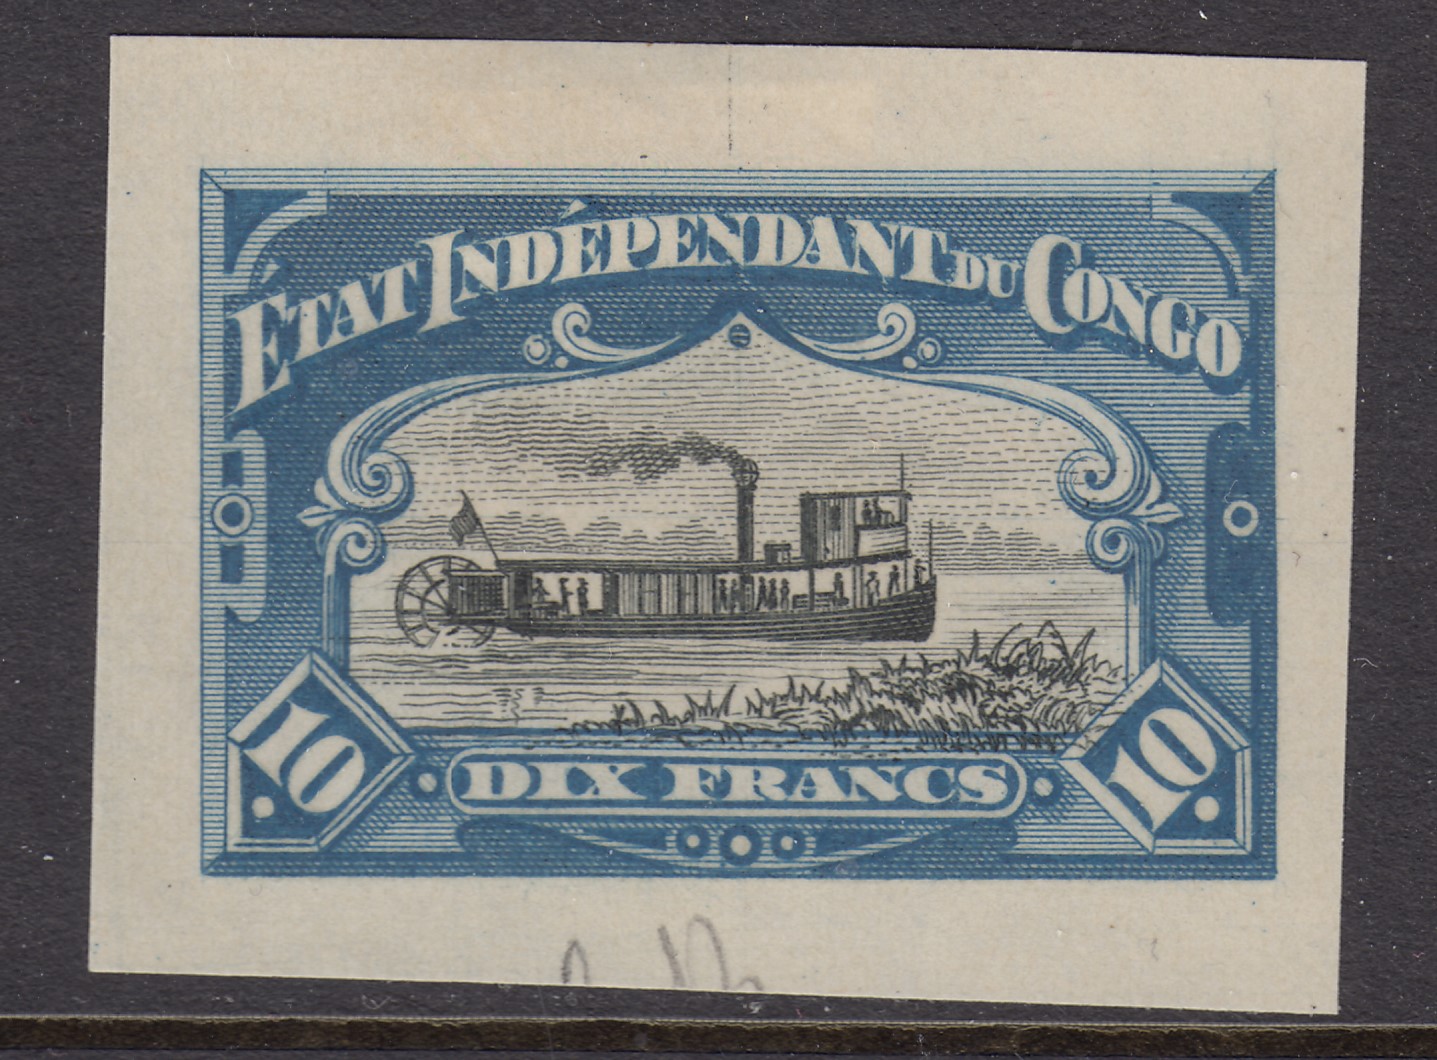 ÉTAT INDÉPENDANT DU CONGO
10. 10.
DIX FRANCS